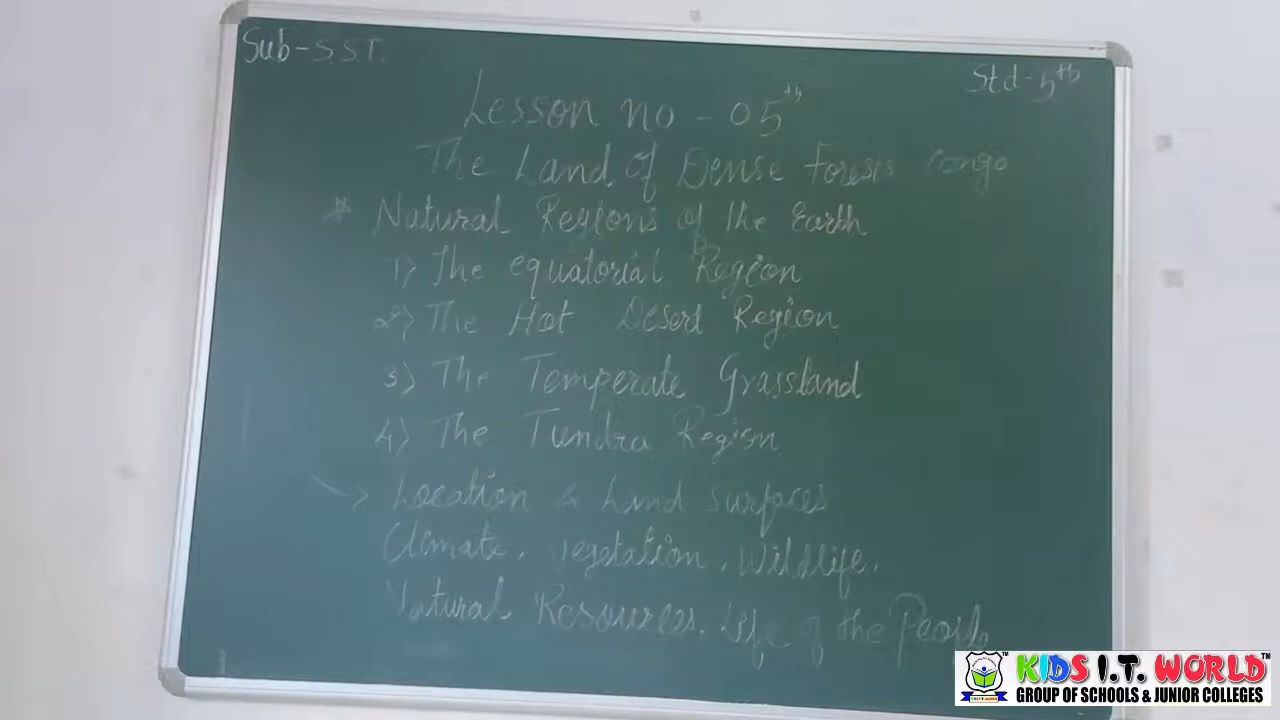 Sub-S.S.T.
Std-5th
Lesson no - 05th
The Land of Dense Forests Congo
* Natural Regions of the Earth
1) The equatorial Region
2) The Hot Desert Region
3) The Temperate Grassland
4) The Tundra Region
→ Location & Land surfaces
Climate, vegetation, Wildlife,
Natural Resources, Life of the People
KIDS I.T. WORLD™
GROUP OF SCHOOLS & JUNIOR COLLEGES